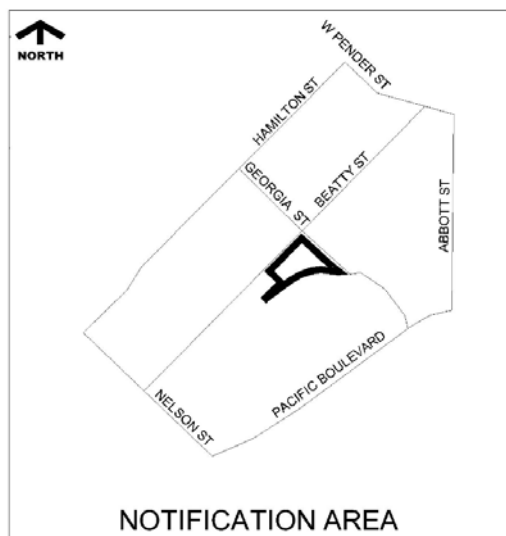 NORTH
W PENDER ST
HAMILTON ST
GEORGIA ST
BEATTY ST
ABBOTT ST
PACIFIC BOULEVARD
NELSON ST
NOTIFICATION AREA